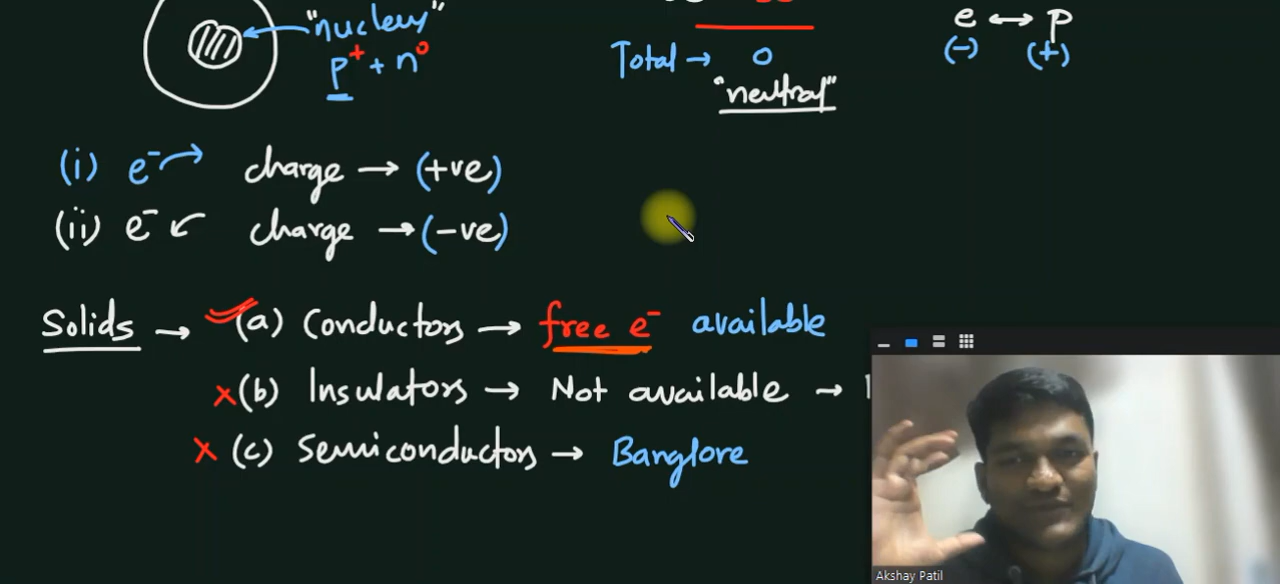 "nucleus" e ↔ p
p⁺ + n⁰ Total → 0 (-) (+)
"neutral"
(i) e⁻ charge → (+ve)
(ii) e⁻ charge → (-ve)
Solids → (a) Conductors → free e⁻ available
x (b) Insulators → Not available →
x (c) Semiconductors → Banglore
Akshay Patil